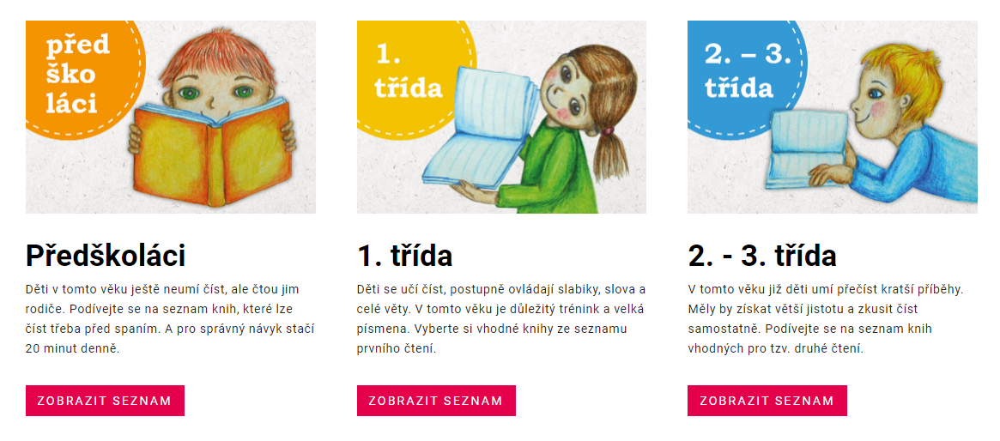 před
ško
láci
Předškoláci
Děti v tomto věku ještě neumí číst, ale čtou jim
rodiče. Podívejte se na seznam knih, které lze
číst třeba před spaním. A pro správný návyk stačí
20 minut denně.
ZOBRAZIT SEZNAM
1.
třída
1. třída
Děti se učí číst, postupně ovládají slabiky, slova a
celé věty. V tomto věku je důležitý trénink a velká
písmena. Vyberte si vhodné knihy ze seznamu
prvního čtení.
ZOBRAZIT SEZNAM
2. – 3.
třída
2. - 3. třída
V tomto věku již děti umí přečíst kratší příběhy.
Měly by získat větší jistotu a zkusit číst
samostatně. Podívejte se na seznam knih
vhodných pro tzv. druhé čtení.
ZOBRAZIT SEZNAM